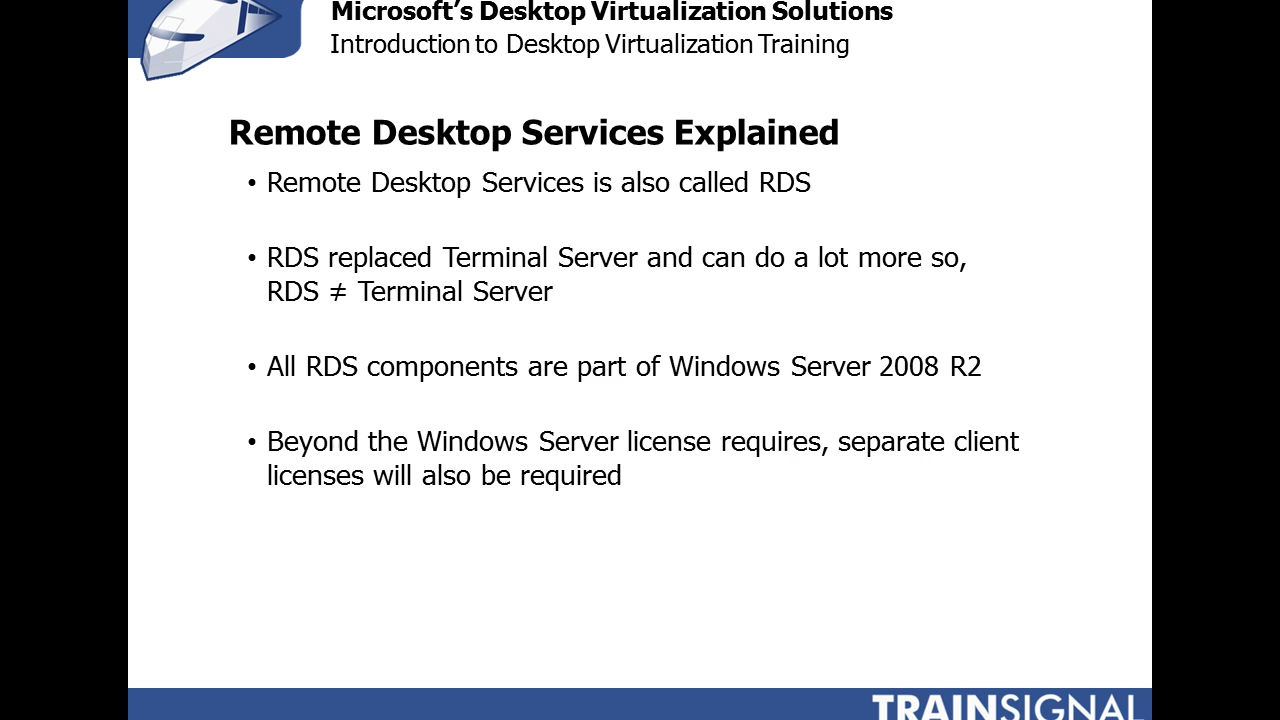 Microsoft’s Desktop Virtualization Solutions
Introduction to Desktop Virtualization Training
Remote Desktop Services Explained
• Remote Desktop Services is also called RDS
• RDS replaced Terminal Server and can do a lot more so,
RDS ≠ Terminal Server
• All RDS components are part of Windows Server 2008 R2
• Beyond the Windows Server license requires, separate client
licenses will also be required
TRAINSIGNAL